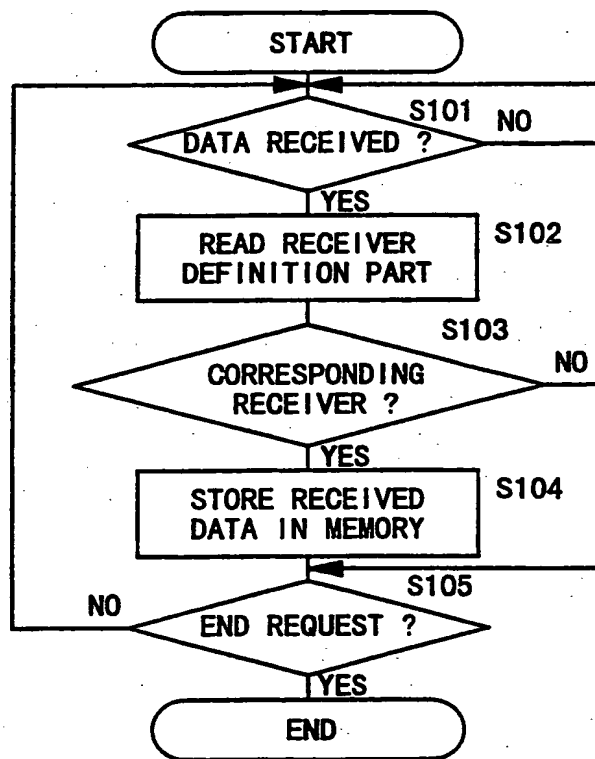 START
S101
DATA RECEIVED ?
NO
YES
READ RECEIVER
DEFINITION PART
S102
S103
CORRESPONDING
RECEIVER ?
NO
YES
STORE RECEIVED
DATA IN MEMORY
S104
S105
NO
END REQUEST ?
YES
END